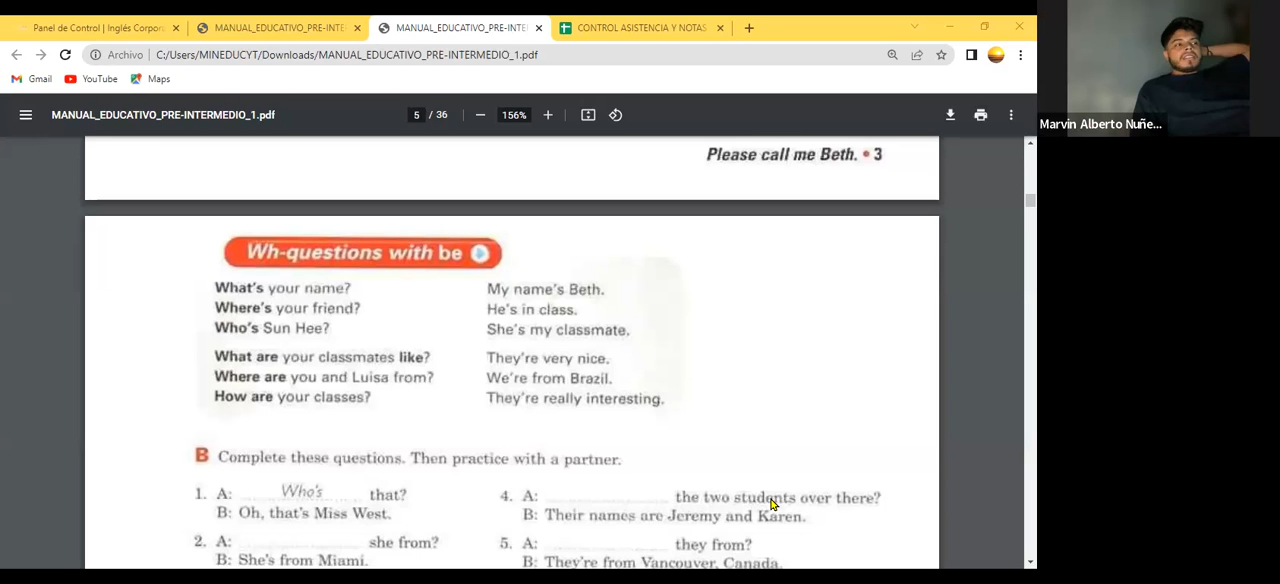 Panel de Control | Inglés Corpor
MANUAL_EDUCATIVO_PRE-INTER
MANUAL_EDUCATIVO_PRE-INTE
CONTROL ASISTENCIA Y NOTAS
Archivo
C:/Users/MINEDUCYT/Downloads/MANUAL_EDUCATIVO_PRE-INTERMEDIO_1.pdf
Gmail
YouTube
Maps
MANUAL_EDUCATIVO_PRE-INTERMEDIO_1.pdf
5 / 36
156%
Marvin Alberto Nuñe...
Please call me Beth. • 3
Wh-questions with be
What's your name? My name's Beth.
Where's your friend? He's in class.
Who's Sun Hee? She's my classmate.
What are your classmates like? They're very nice.
Where are you and Luisa from? We're from Brazil.
How are your classes? They're really interesting.
B Complete these questions. Then practice with a partner.
1. A: Who's that?
B: Oh, that's Miss West.
2. A: she from?
B: She's from Miami.
4. A: the two students over there?
B: Their names are Jeremy and Karen.
5. A: they from?
B: They're from Vancouver, Canada.